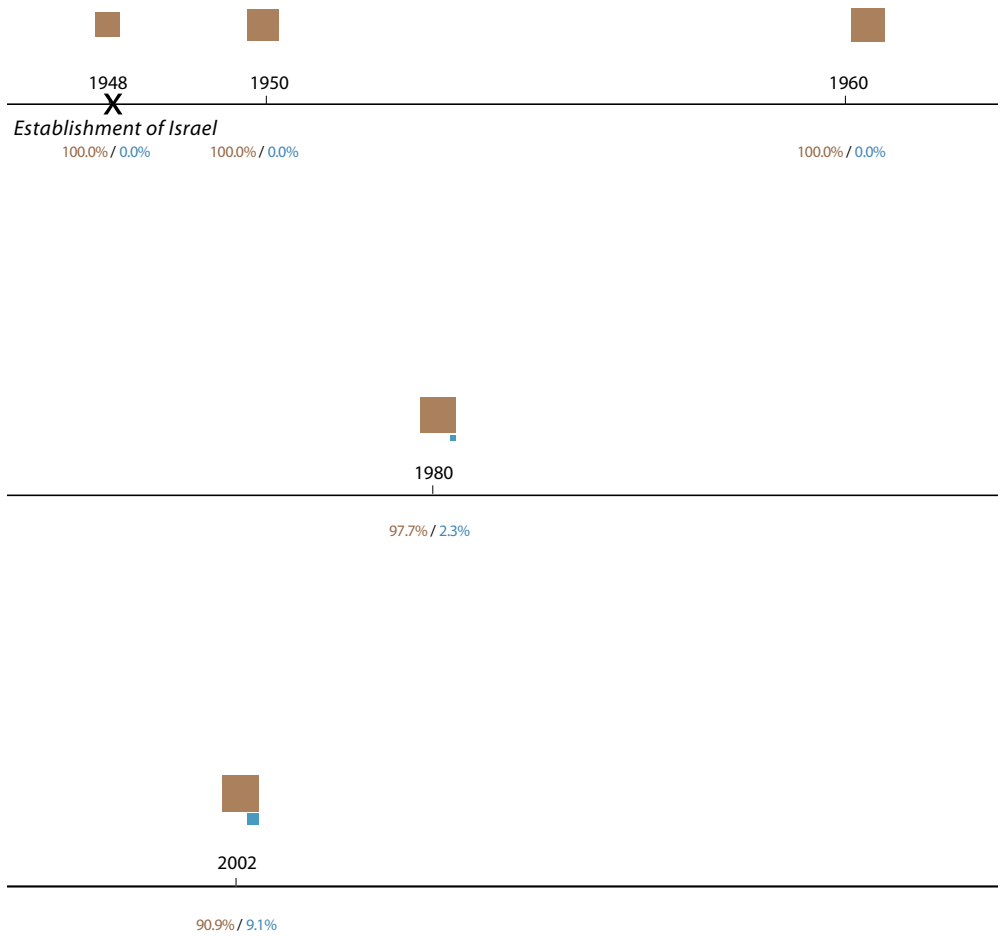 1948 1950 1960
X
Establishment of Israel
100.0% / 0.0% 100.0% / 0.0% 100.0% / 0.0%
1980
97.7% / 2.3%
2002
90.9% / 9.1%